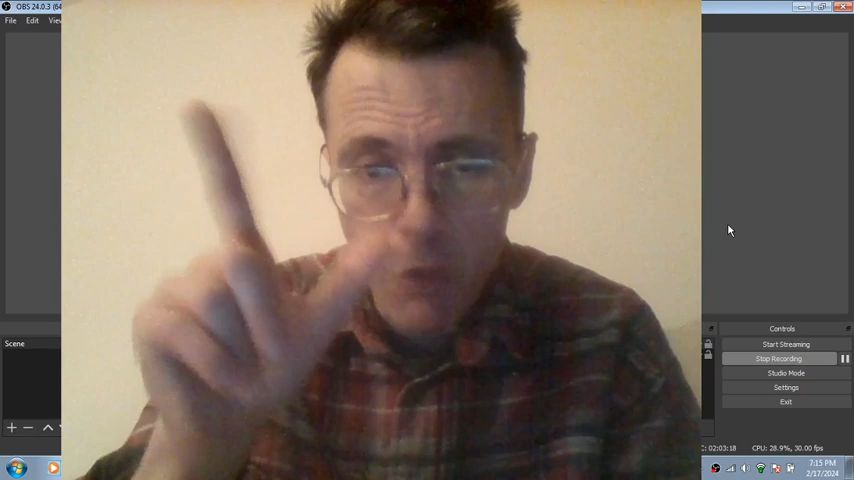 OBS 24.0.3 (64
File Edit
Controls
Start Streaming
Stop Recording
Studio Mode
Settings
Exit
Scene
C: 02:03:18 CPU: 28.9%, 30.00 fps
7:15 PM
2/17/2024